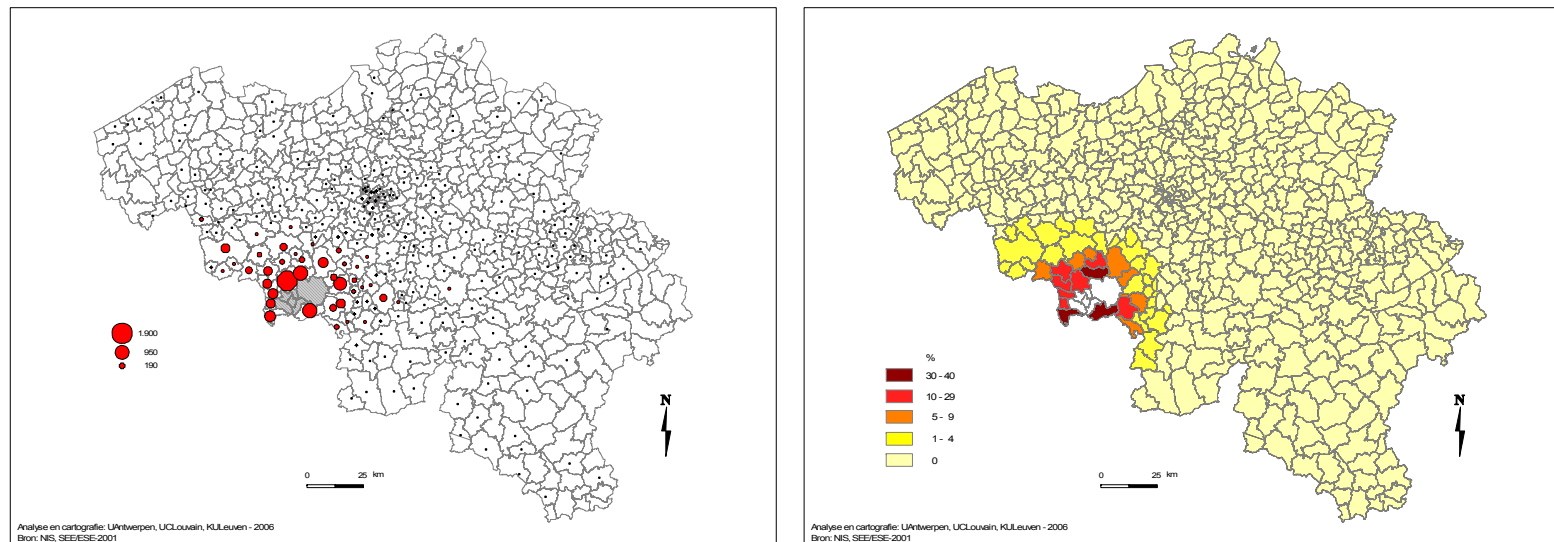 1.900
950
190
N
0 25 km
Analyse en cartografie: UAntwerpen, UCLouvain, KULeuven - 2006
Bron: NIS, SEE/ESE-2001
%
30 - 40
10 - 29
5 - 9
1 - 4
0
N
0 25 km
Analyse en cartografie: UAntwerpen, UCLouvain, KULeuven - 2006
Bron: NIS, SEE/ESE-2001